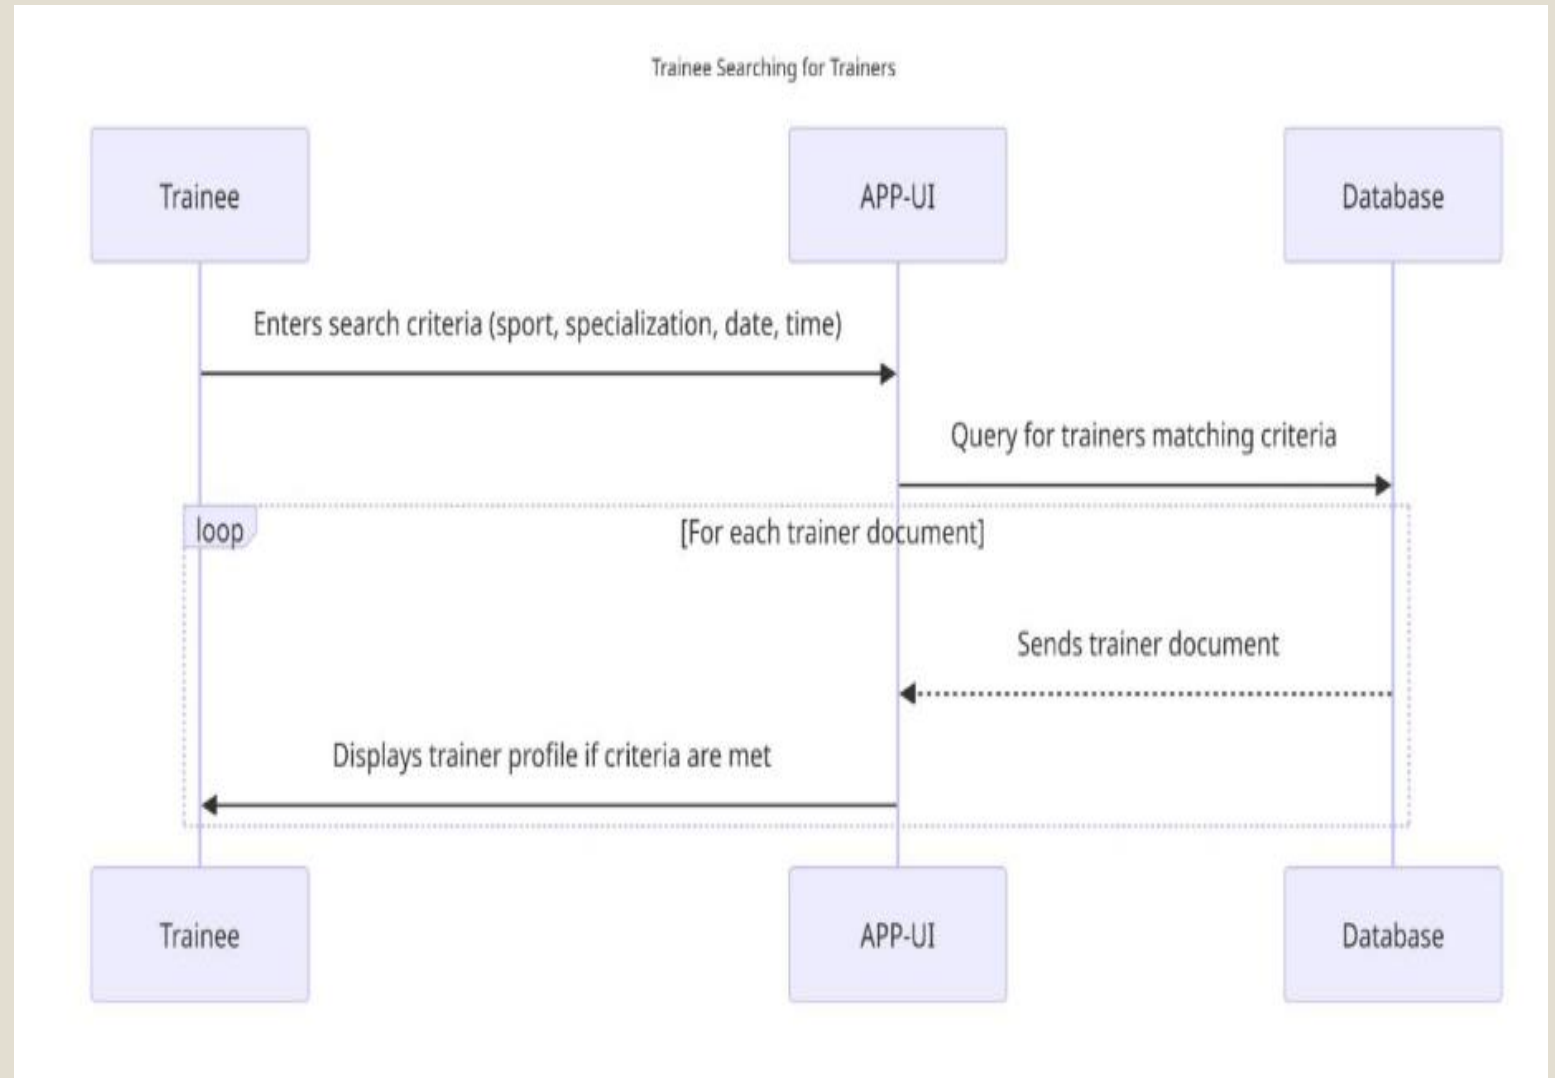 Trainee Searching for Trainers
Trainee
APP-UI
Database
Enters search criteria (sport, specialization, date, time)
Query for trainers matching criteria
loop
[For each trainer document]
Sends trainer document
Displays trainer profile if criteria are met
Trainee
APP-UI
Database